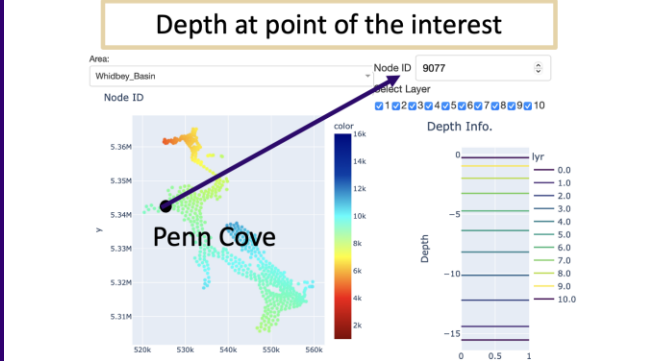 Depth at point of the interest
Area:
Whidbey_Basin
Node ID 9077
Select Layer
1 2 3 4 5 6 7 8 9 10
Node ID
Depth Info.
color
16k
14k
12k
10k
8k
6k
4k
2k
5.36M
5.35M
5.34M
5.33M
5.32M
5.31M
y
520k 530k 540k 550k 560k
Penn Cove
lyr
0.0
1.0
2.0
3.0
4.0
5.0
6.0
7.0
8.0
9.0
10.0
Depth
0
−5
−10
−15
0 0.5 1